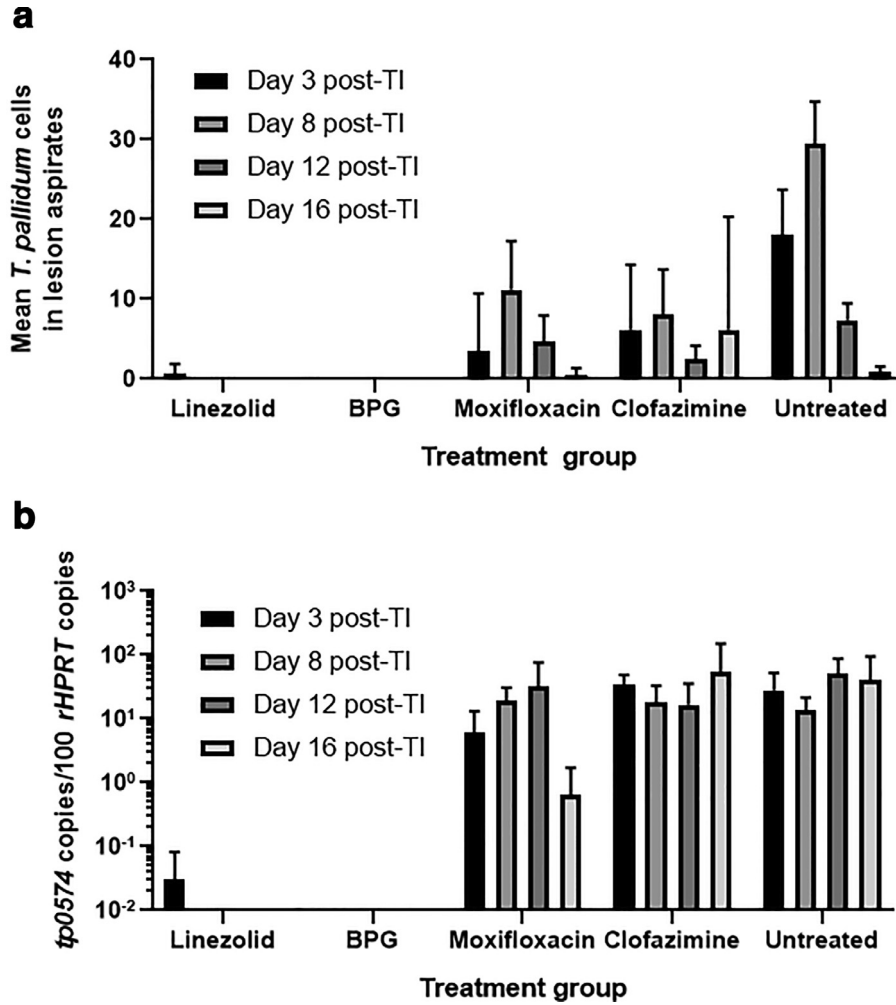 a
Mean T. pallidum cells
in lesion aspirates
40
30
20
10
0
Day 3 post-TI
Day 8 post-TI
Day 12 post-TI
Day 16 post-TI
Linezolid BPG Moxifloxacin Clofazimine Untreated
Treatment group
b
tp0574 copies/100 rHPRT copies
10³
10²
10¹
10⁰
10⁻¹
10⁻²
Day 3 post-TI
Day 8 post-TI
Day 12 post-TI
Day 16 post-TI
Linezolid BPG Moxifloxacin Clofazimine Untreated
Treatment group